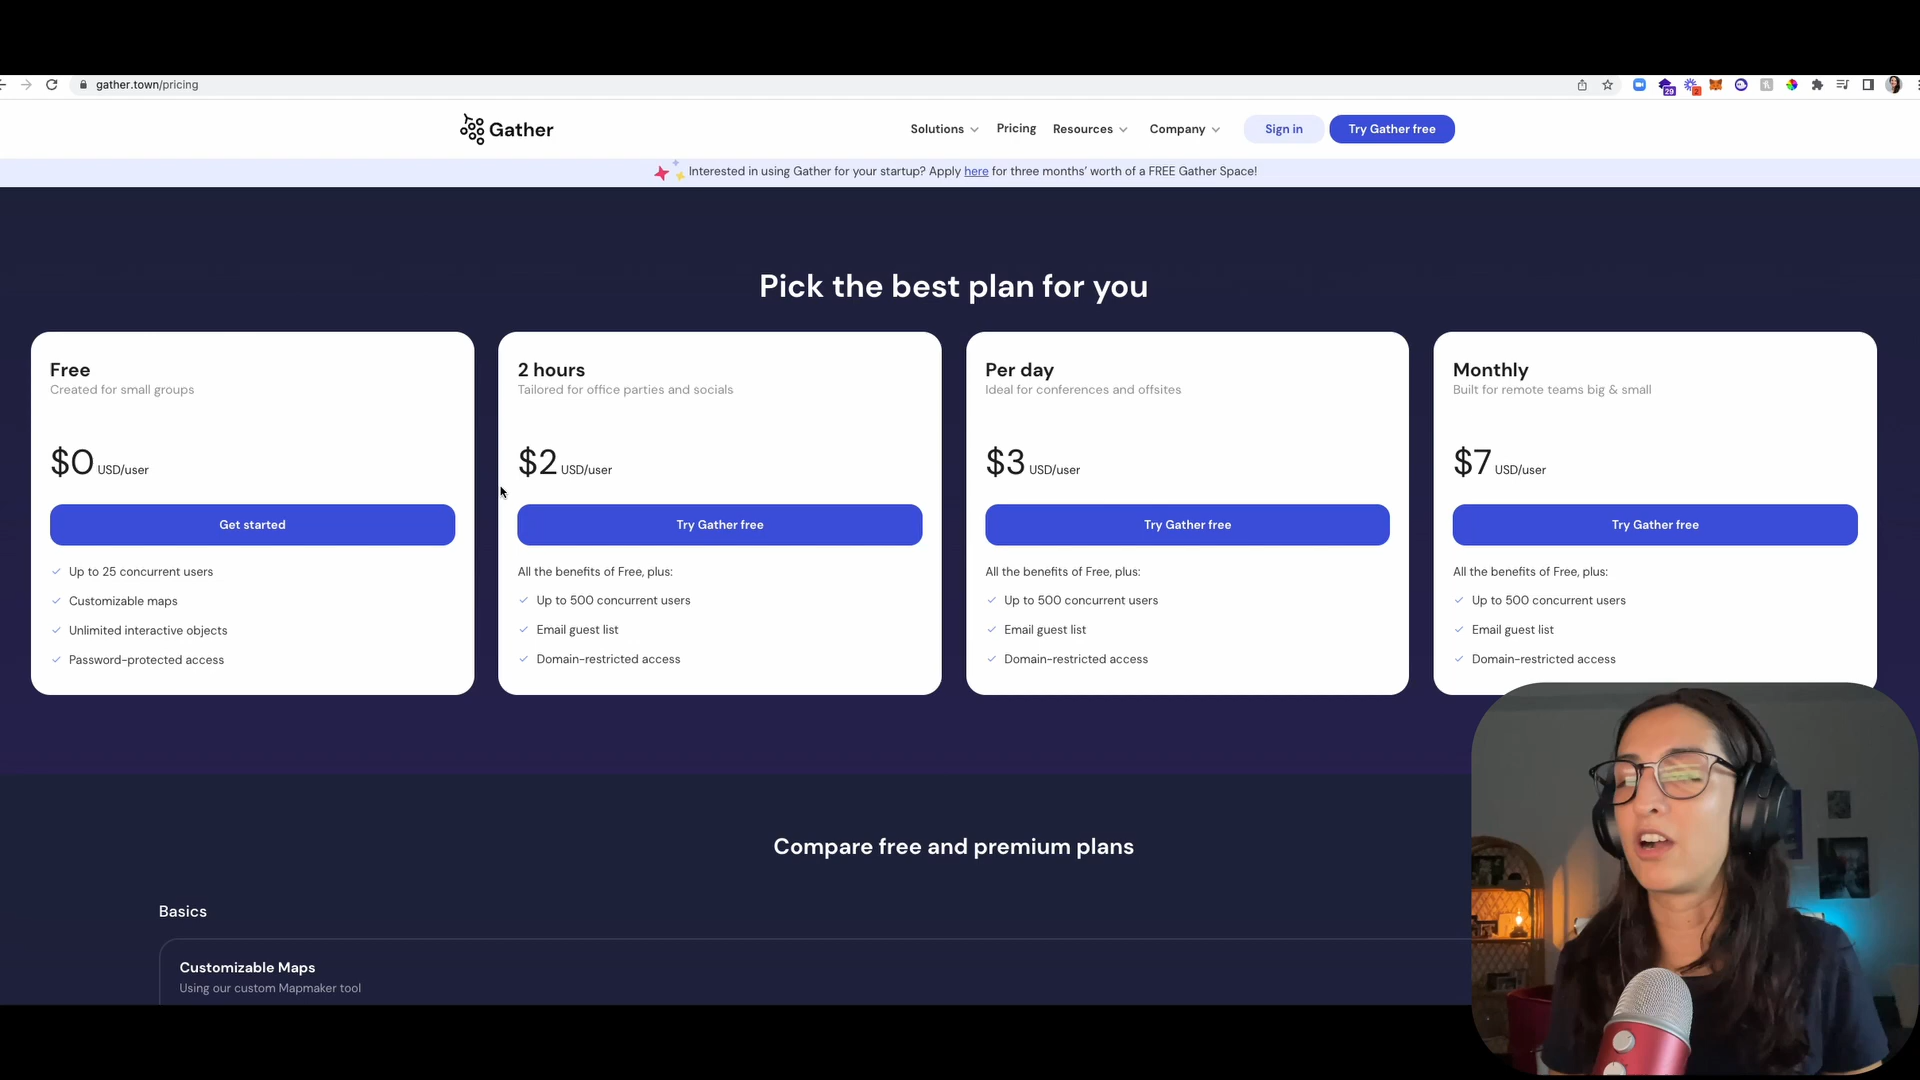 gather.town/pricing
29
2
Gather
Solutions
Pricing
Resources
Company
Sign in
Try Gather free
Interested in using Gather for your startup? Apply here for three months’ worth of a FREE Gather Space!
Pick the best plan for you
Free
Created for small groups
$0 USD/user
Get started
Up to 25 concurrent users
Customizable maps
Unlimited interactive objects
Password-protected access
2 hours
Tailored for office parties and socials
$2 USD/user
Try Gather free
All the benefits of Free, plus:
Up to 500 concurrent users
Email guest list
Domain-restricted access
Per day
Ideal for conferences and offsites
$3 USD/user
Try Gather free
All the benefits of Free, plus:
Up to 500 concurrent users
Email guest list
Domain-restricted access
Monthly
Built for remote teams big & small
$7 USD/user
Try Gather free
All the benefits of Free, plus:
Up to 500 concurrent users
Email guest list
Domain-restricted access
Compare free and premium plans
Basics
Customizable Maps
Using our custom Mapmaker tool